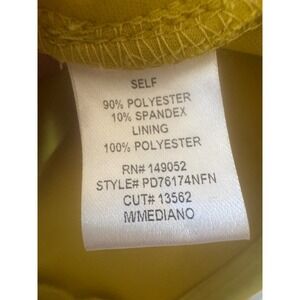 SELF
90% POLYESTER
10% SPANDEX
LINING
100% POLYESTER
RN# 149052
STYLE# PD76174NFN
CUT# 13562
M/MEDIANO